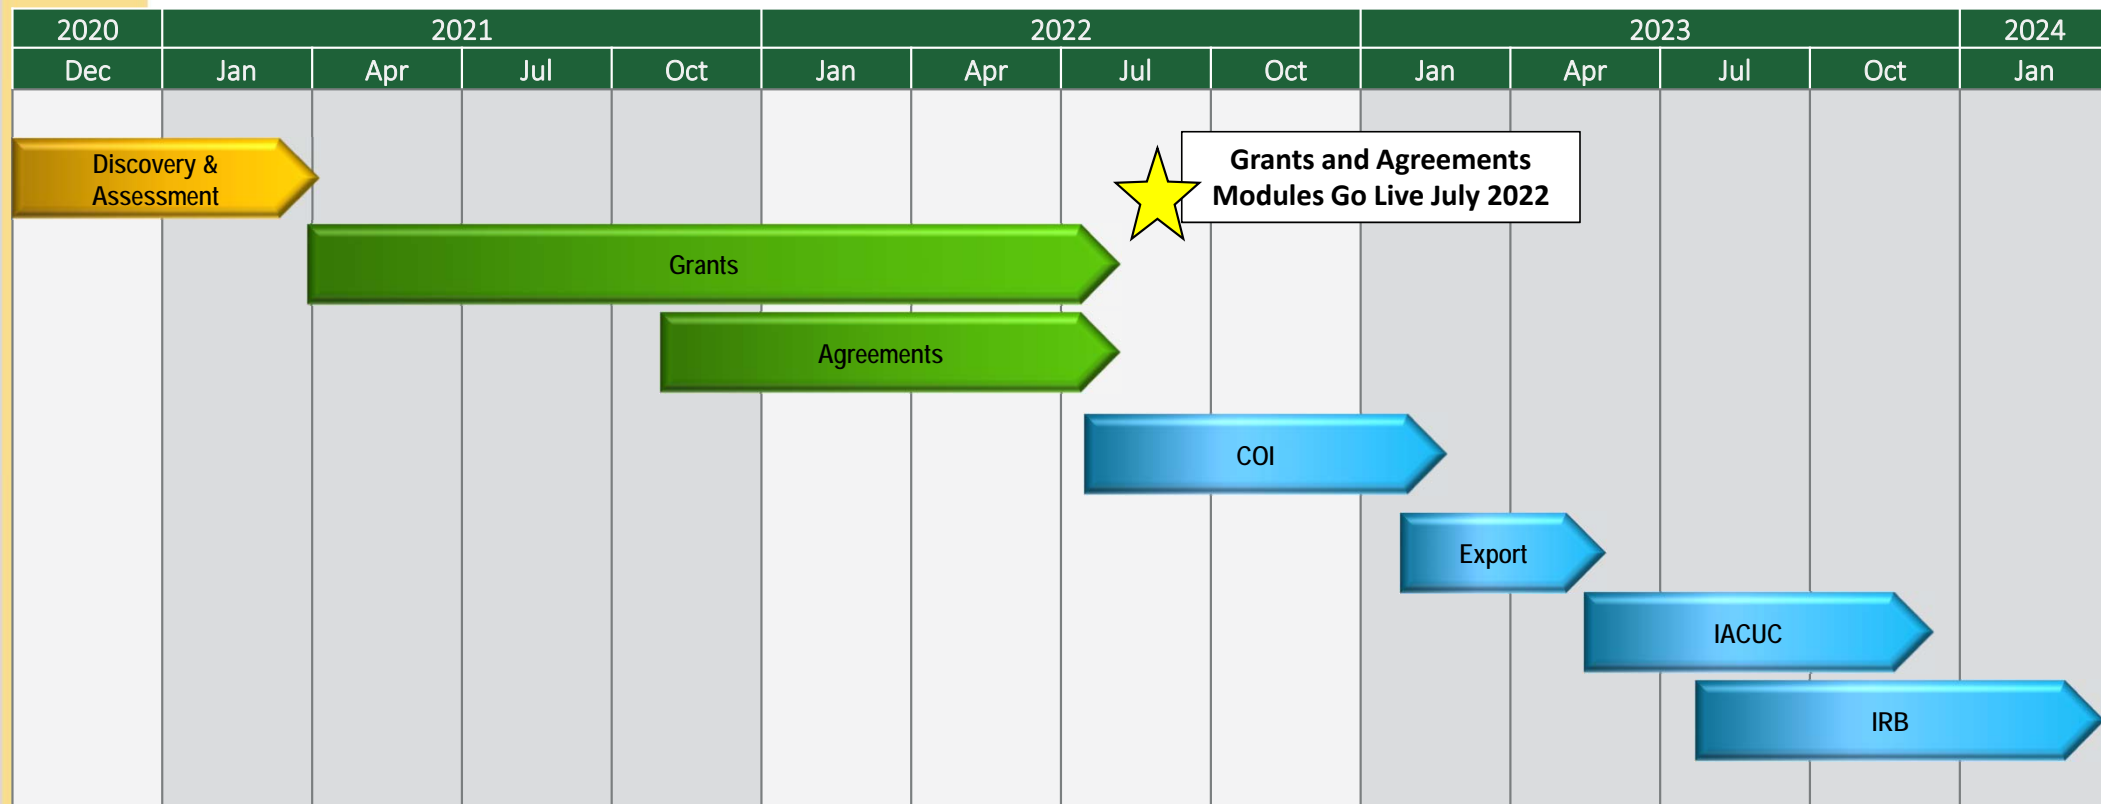 2020 2021 2022 2023 2024
Dec Jan Apr Jul Oct Jan Apr Jul Oct Jan Apr Jul Oct Jan
Discovery &
Assessment
Grants and Agreements
Modules Go Live July 2022
Grants
Agreements
COI
Export
IACUC
IRB